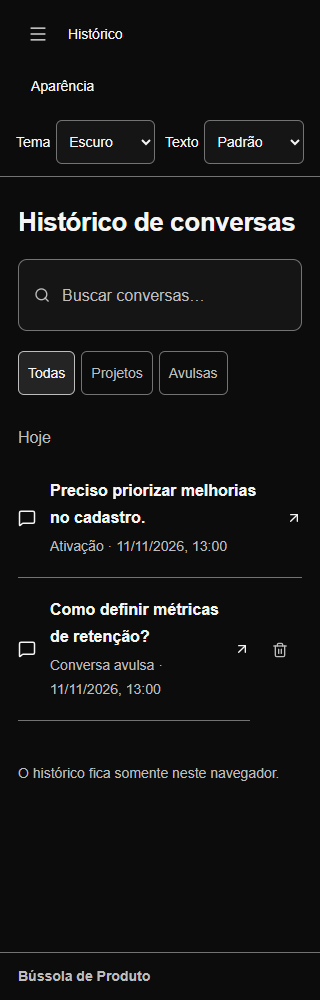 Histórico
Aparência
Tema Escuro Texto Padrão
Histórico de conversas
Buscar conversas…
Todas Projetos Avulsas
Hoje
Preciso priorizar melhorias
no cadastro.
Ativação · 11/11/2026, 13:00
Como definir métricas
de retenção?
Conversa avulsa ·
11/11/2026, 13:00
O histórico fica somente neste navegador.
Bússola de Produto